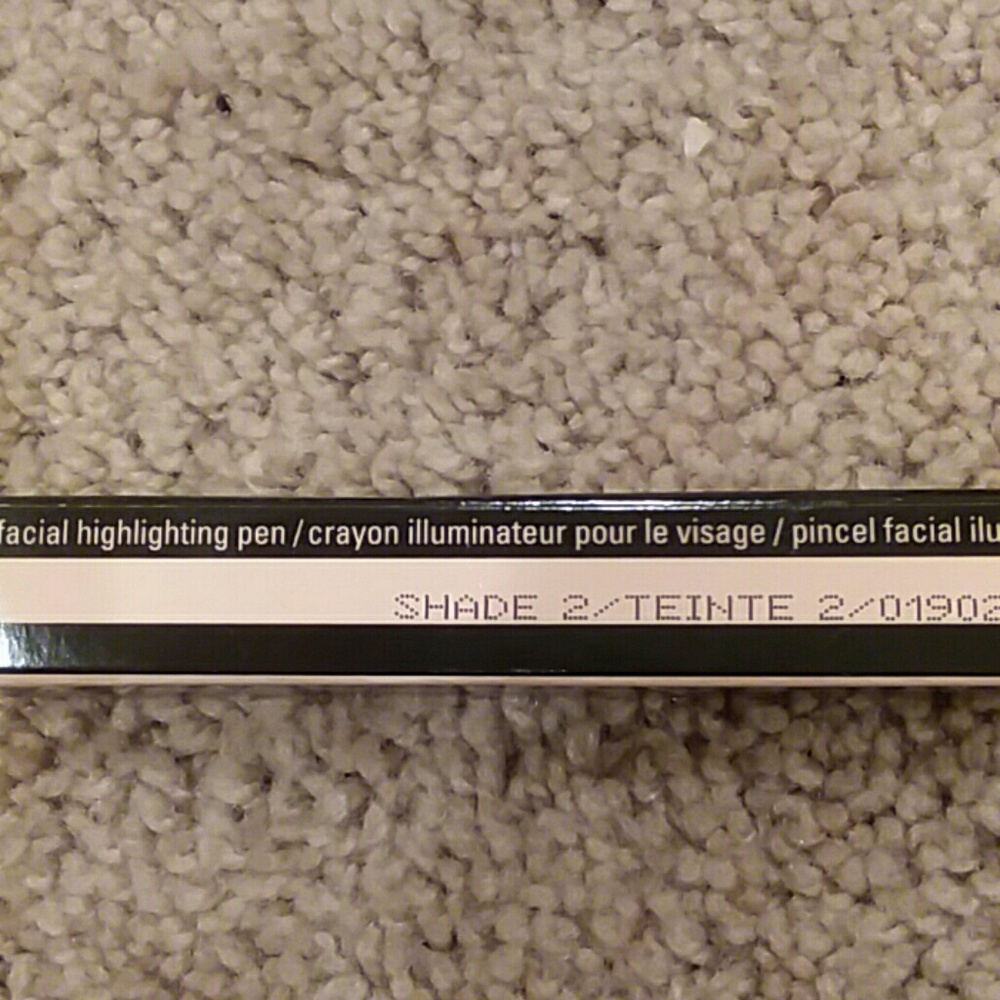 facial highlighting pen / crayon illuminateur pour le visage / pincel facial ilu
SHADE 2/TEINTE 2/01902